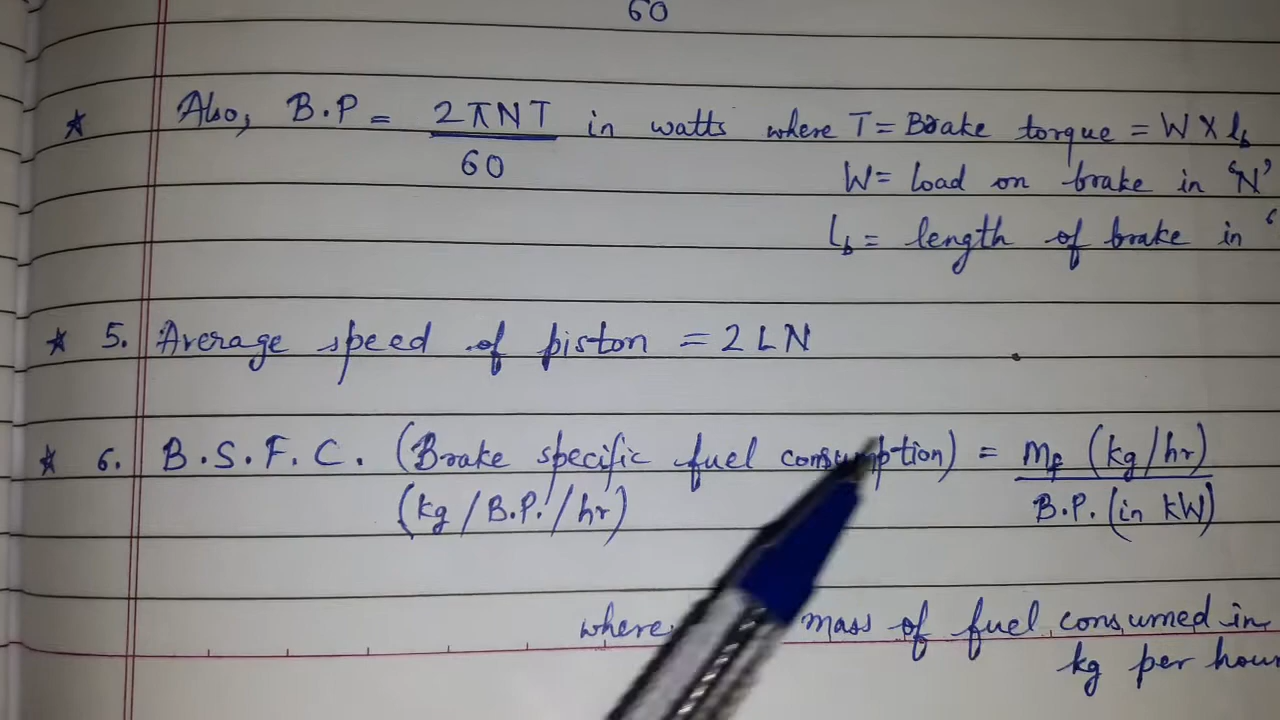 60
★ Also, B.P = 2πNT / 60 in watts where T = Brake torque = W X lb
W = load on brake in 'N'
Lb = length of brake in '
★ 5. Average speed of piston = 2LN
★ 6. B.S.F.C. (Brake specific fuel consumption) = mf (kg/hr) / B.P. (in kW)
(kg/B.P./hr)
where mass of fuel consumed in
kg per hour